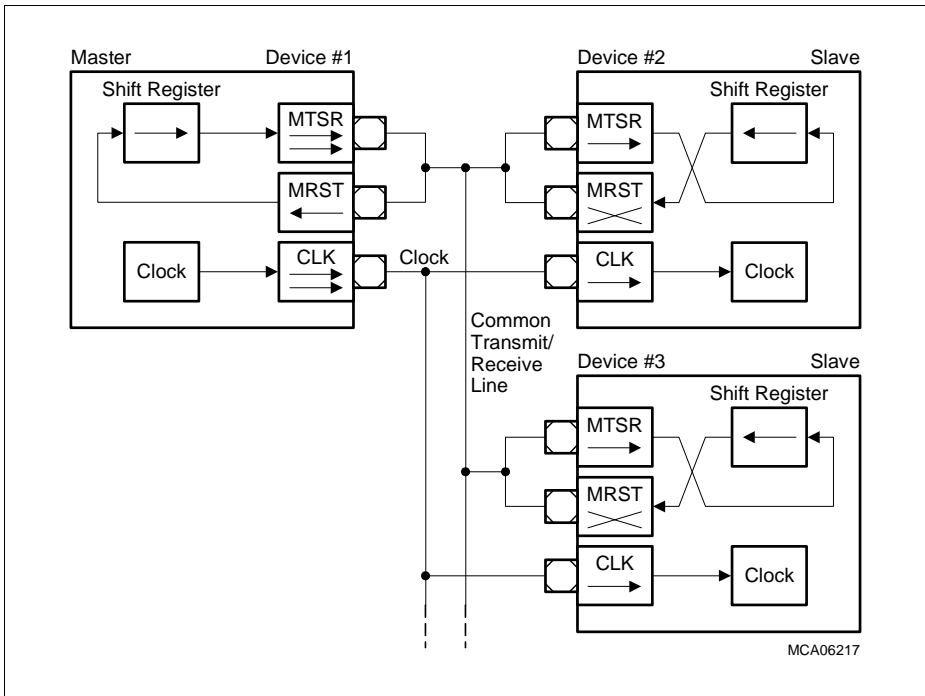 Master Device #1
Shift Register
MTSR
MRST
Clock
CLK
Clock
Common
Transmit/
Receive
Line
Device #2 Slave
Shift Register
MTSR
MRST
CLK
Clock
Device #3 Slave
Shift Register
MTSR
MRST
CLK
Clock
MCA06217